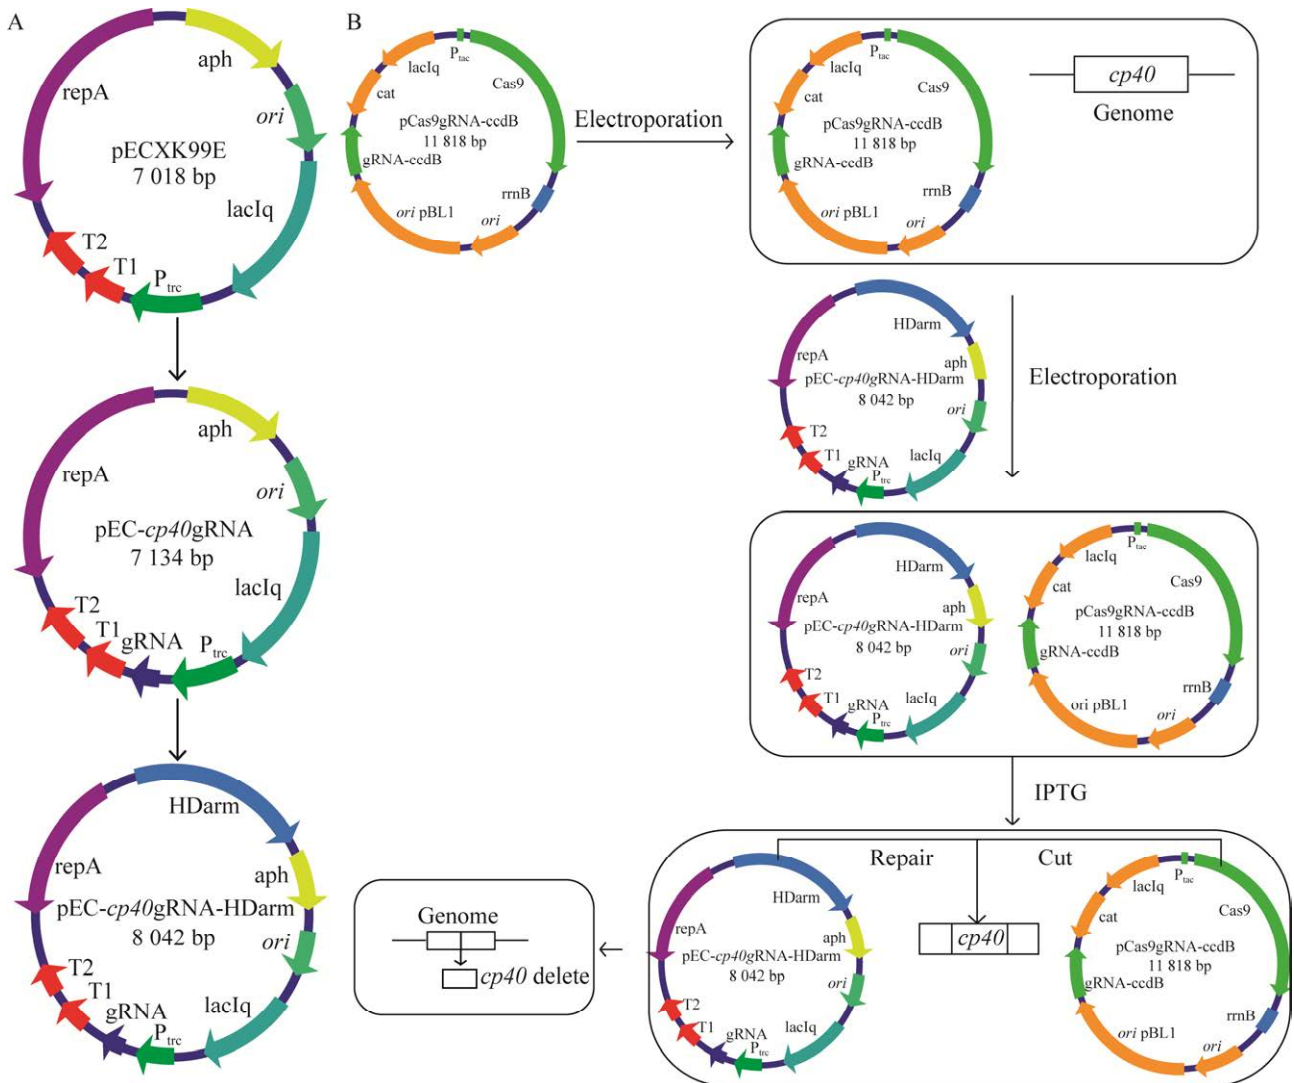 A
aph
repA
ori
pECXK99E
7 018 bp
lacIq
T2
T1
Ptrc
aph
repA
ori
pEC-cp40gRNA
7 134 bp
lacIq
T2
T1
gRNA
Ptrc
HDarm
repA
aph
pEC-cp40gRNA-HDarm
8 042 bp
ori
T2
T1
gRNA
Ptrc
lacIq
B
Ptac
lacIq
Cas9
cat
pCas9gRNA-ccdB
11 818 bp
gRNA-ccdB
rrnB
ori pBL1
ori
Electroporation
Ptac
lacIq
Cas9
cat
pCas9gRNA-ccdB
11 818 bp
gRNA-ccdB
rrnB
ori pBL1
ori
cp40
Genome
HDarm
repA
aph
pEC-cp40gRNA-HDarm
8 042 bp
ori
T2
T1
gRNA
Ptrc
lacIq
Electroporation
HDarm
repA
aph
pEC-cp40gRNA-HDarm
8 042 bp
ori
T2
T1
gRNA
Ptrc
lacIq
Ptac
lacIq
Cas9
cat
pCas9gRNA-ccdB
11 818 bp
gRNA-ccdB
rrnB
ori pBL1
ori
IPTG
Repair
Cut
HDarm
repA
aph
pEC-cp40gRNA-HDarm
8 042 bp
ori
T2
T1
gRNA
Ptrc
lacIq
cp40
Ptac
lacIq
Cas9
cat
pCas9gRNA-ccdB
11 818 bp
gRNA-ccdB
rrnB
ori pBL1
ori
Genome
cp40 delete